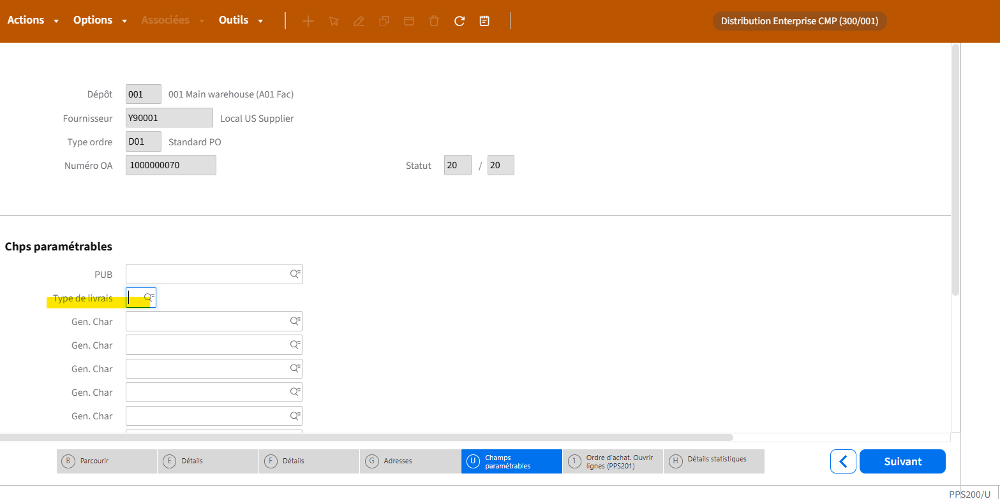 Actions Options Associées Outils Distribution Enterprise CMP (300/001)
Dépôt 001 001 Main warehouse (A01 Fac)
Fournisseur Y90001 Local US Supplier
Type ordre D01 Standard PO
Numéro OA 1000000070 Statut 20 / 20
Chps paramétrables
PUB
Type de livrais
Gen. Char
Gen. Char
Gen. Char
Gen. Char
Gen. Char
B Parcourir
E Détails
F Détails
G Adresses
U Champs
paramétrables
1 Ordre d'achat. Ouvrir
lignes (PPS201)
H Détails statistiques
Suivant
PPS200/U